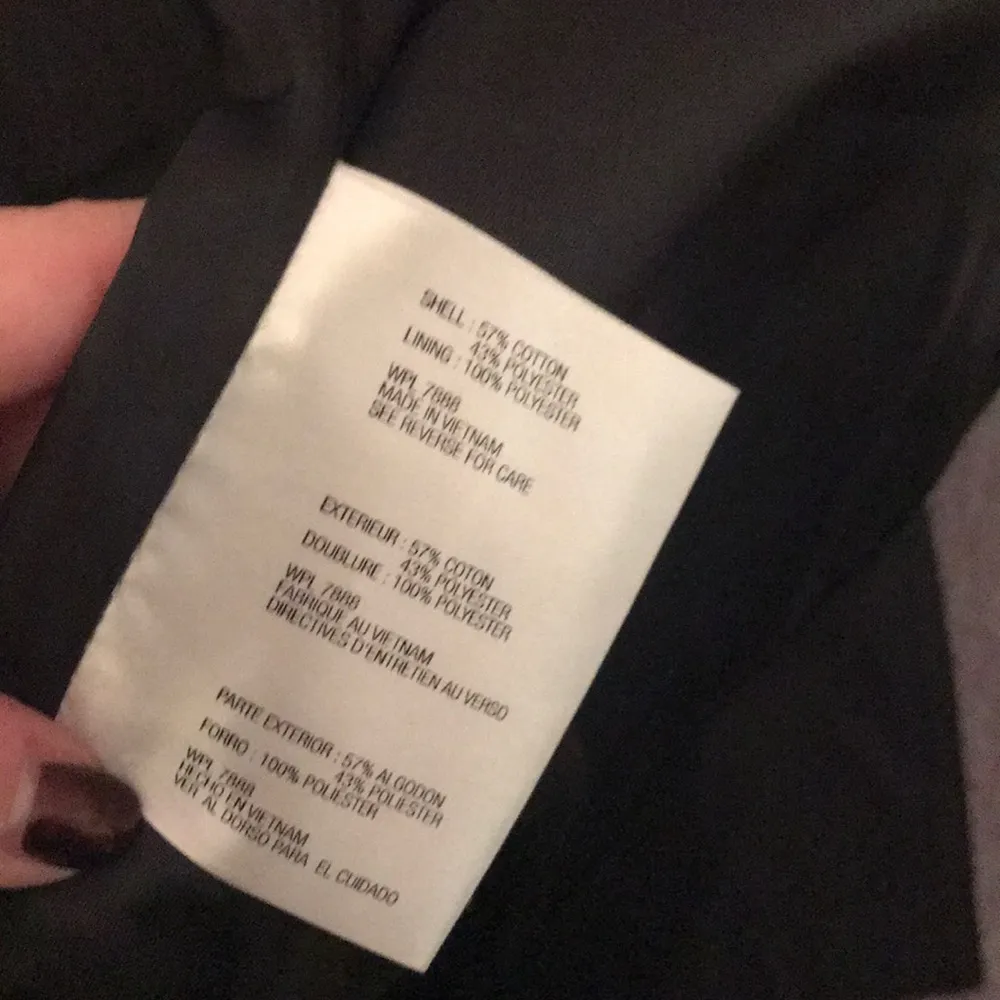 SHELL : 57% COTTON
43% POLYESTER
LINING : 100% POLYESTER
WPL 7888
MADE IN VIETNAM
SEE REVERSE FOR CARE
EXTERIEUR : 57% COTON
43% POLYESTER
DOUBLURE : 100% POLYESTER
WPL 7888
FABRIQUE AU VIETNAM
DIRECTIVES D'ENTRETIEN AU VERSO
PARTE EXTERIOR : 57% ALGODON
43% POLIESTER
FORRO : 100% POLIESTER
WPL 7888
HECHO EN VIETNAM
VER AL DORSO PARA EL CUIDADO